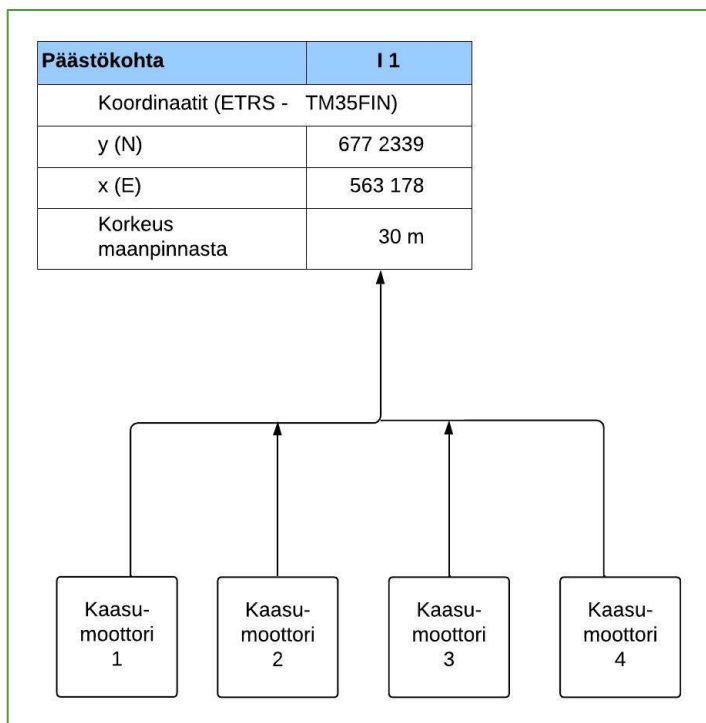 Päästökohta I 1
Koordinaatit (ETRS - TM35FIN)
y (N) 677 2339
x (E) 563 178
Korkeus
maanpinnasta 30 m
Kaasu-
moottori
1
Kaasu-
moottori
2
Kaasu-
moottori
3
Kaasu-
moottori
4